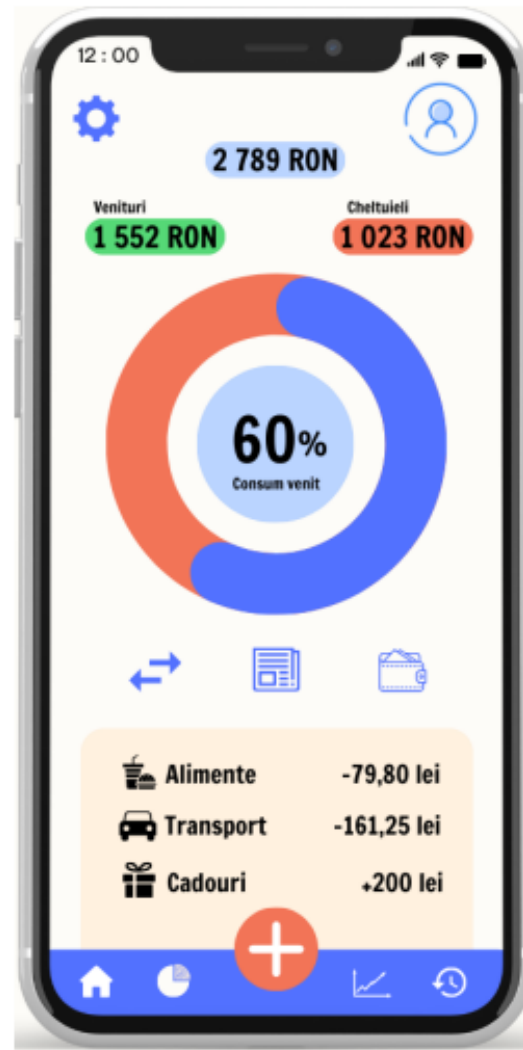 12 : 00
2 789 RON
Venituri
Cheltuieli
1 552 RON
1 023 RON
60%
Consum venit
Alimente
-79,80 lei
Transport
-161,25 lei
Cadouri
+200 lei